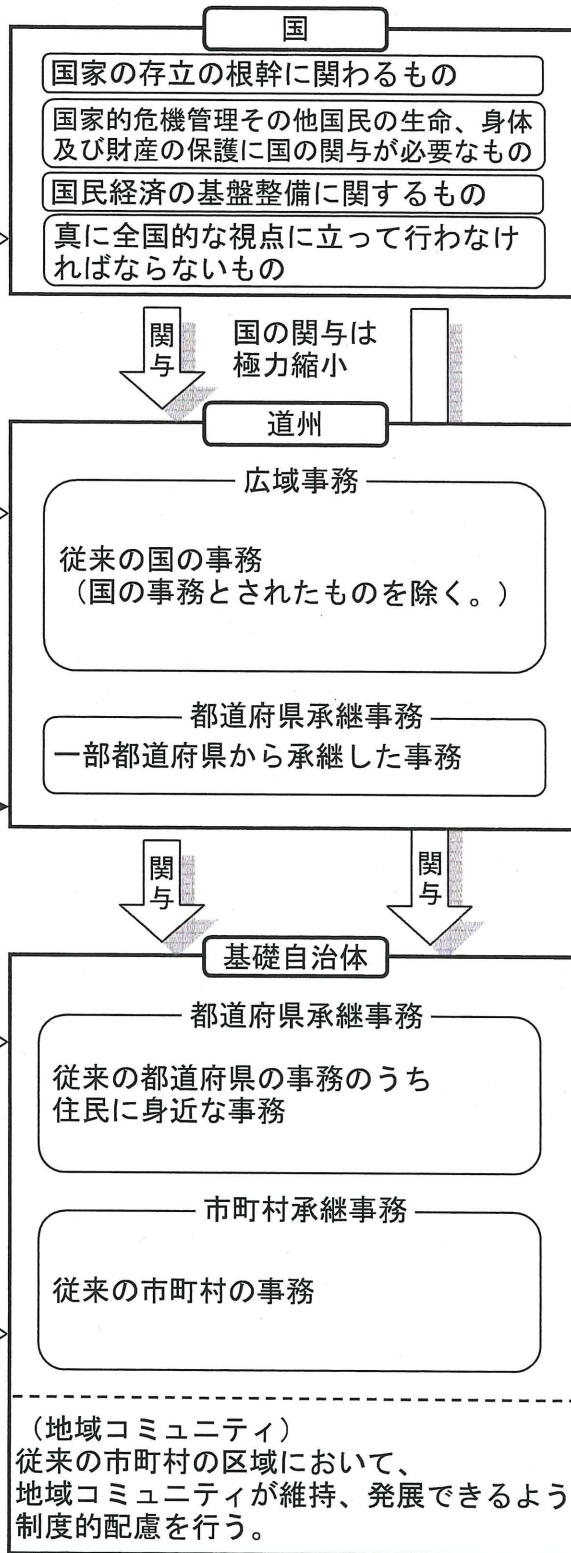 国
国家の存立の根幹に関わるもの
国家的危機管理その他国民の生命、身体
及び財産の保護に国の関与が必要なもの
国民経済の基盤整備に関するもの
真に全国的な視点に立って行わなけ
ればならないもの
関与
国の関与は
極力縮小
道州
広域事務
従来の国の事務
（国の事務とされたものを除く。）
都道府県承継事務
一部都道府県から承継した事務
関与
関与
基礎自治体
都道府県承継事務
従来の都道府県の事務のうち
住民に身近な事務
市町村承継事務
従来の市町村の事務
（地域コミュニティ）
従来の市町村の区域において、
地域コミュニティが維持、発展できるよう
制度的配慮を行う。